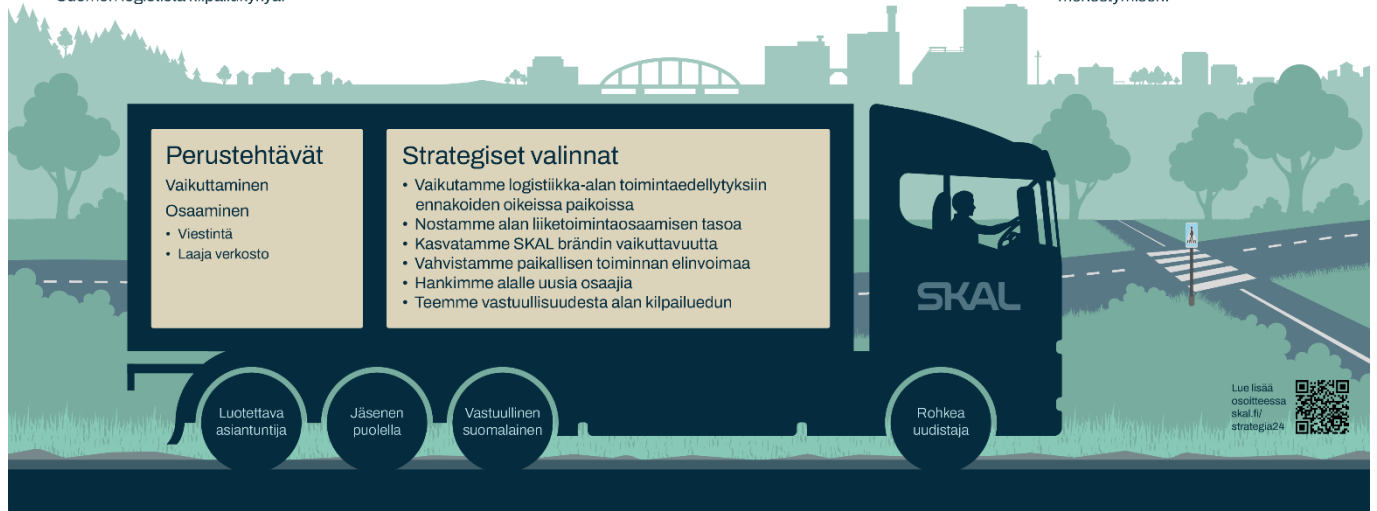 Perustehtävät
Vaikuttaminen
Osaaminen
• Viestintä
• Laaja verkosto
Strategiset valinnat
• Vaikutamme logistiikka-alan toimintaedellytyksiin
ennakoiden oikeissa paikoissa
• Nostamme alan liiketoimintaosaamisen tasoa
• Kasvatamme SKAL brändin vaikuttavuutta
• Vahvistamme paikallisen toiminnan elinvoimaa
• Hankimme alalle uusia osaajia
• Teemme vastuullisuudesta alan kilpailuedun
SKAL
Luotettava
asiantuntija
Jäsenen
puolella
Vastuullinen
suomalainen
Rohkea
uudistaja
Lue lisää
osoitteessa
skal.fi/
strategia24